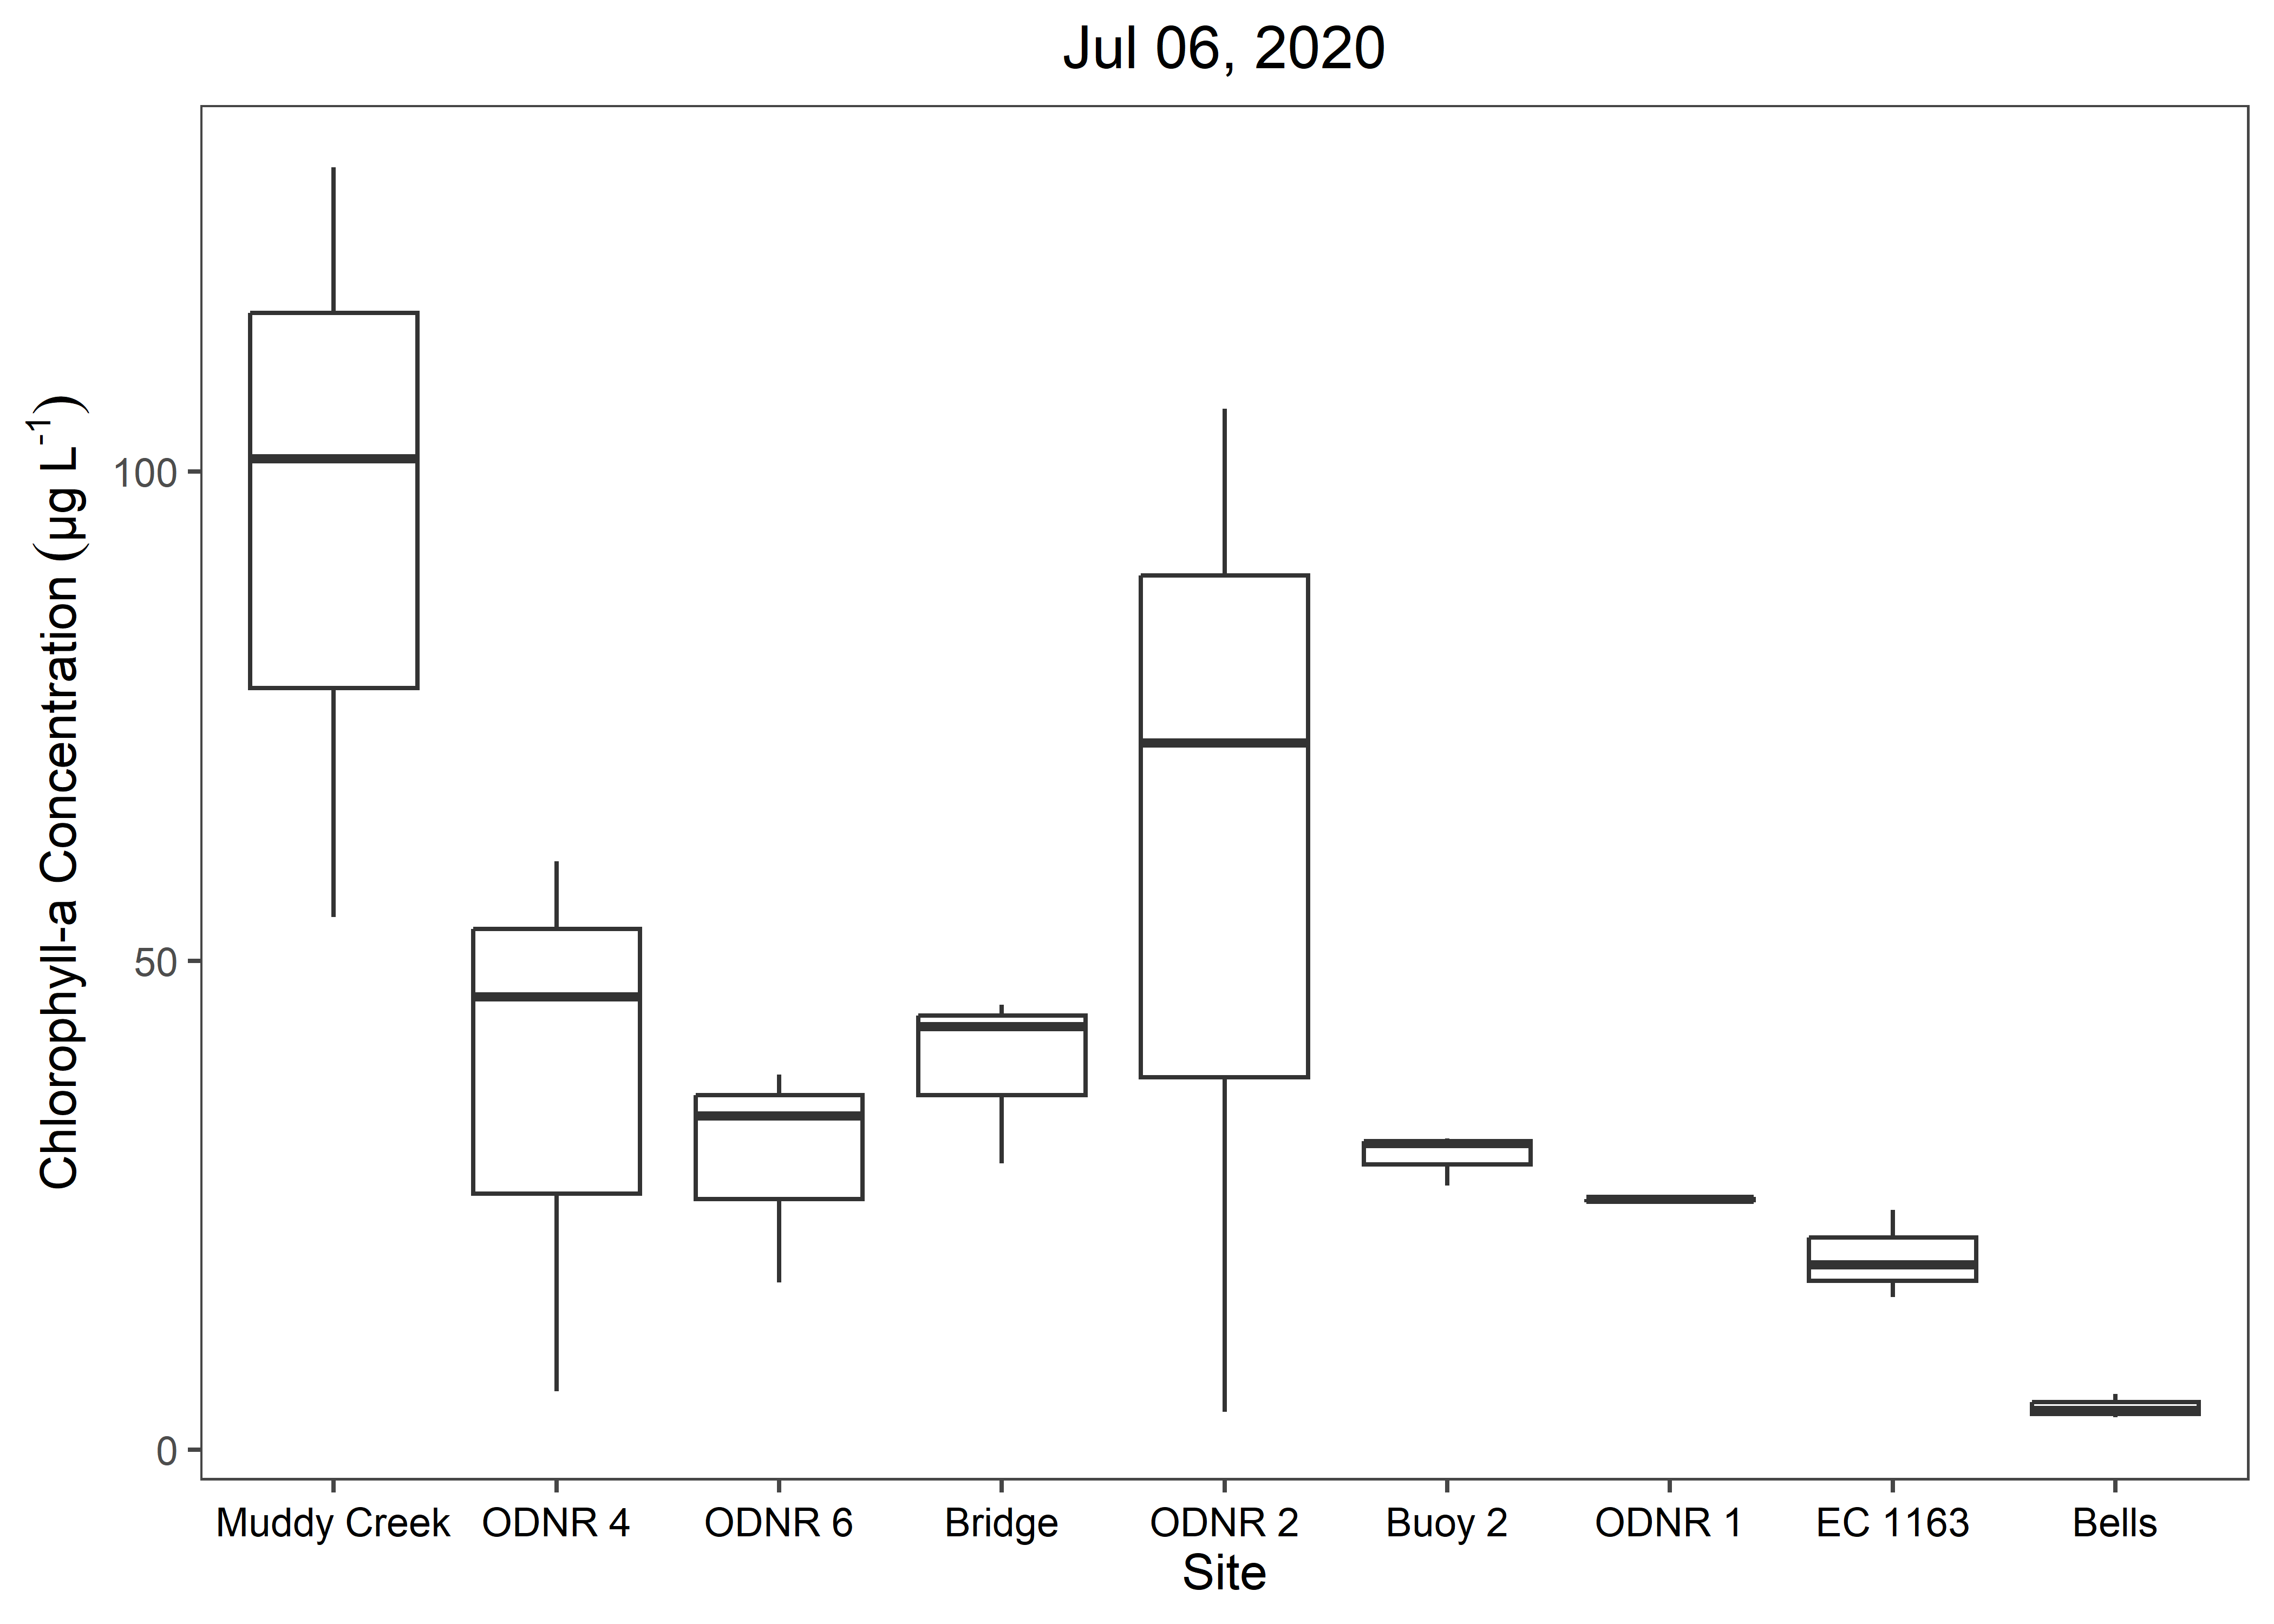 Jul 06, 2020
Chlorophyll-a Concentration (µg L⁻¹)
100
50
0
Muddy Creek ODNR 4 ODNR 6 Bridge ODNR 2 Buoy 2 ODNR 1 EC 1163 Bells
Site